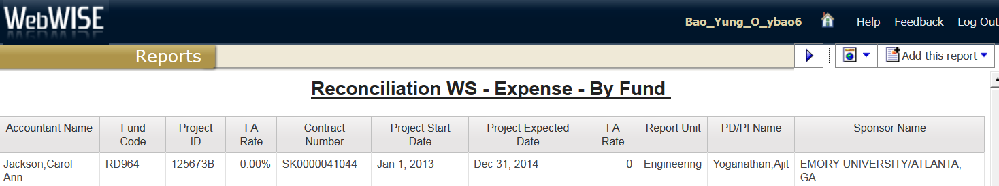 WebWISE
Bao_Yung_O_ybao6 Help Feedback Log Out
Reports
Add this report
Reconciliation WS - Expense - By Fund
Accountant Name Fund Project FA Contract Project Start Project Expected FA Report Unit PD/PI Name Sponsor Name
Code ID Rate Number Date Date Rate
Jackson,Carol RD964 125673B 0.00% SK0000041044 Jan 1, 2013 Dec 31, 2014 0 Engineering Yoganathan,Ajit EMORY UNIVERSITY/ATLANTA,
Ann GA